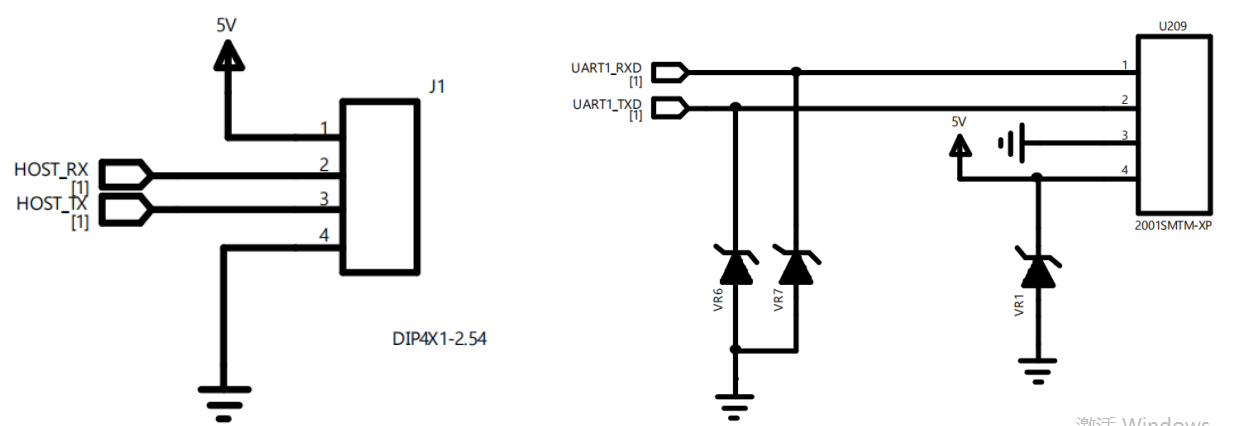 5V
J1
1
HOST_RX
[1]
2
HOST_TX
[1]
3
4
DIP4X1-2.54
U209
UART1_RXD
[1]
1
UART1_TXD
[1]
2
5V
3
4
2001SMTM-XP
VR6
VR7
VR1
激活 Windows